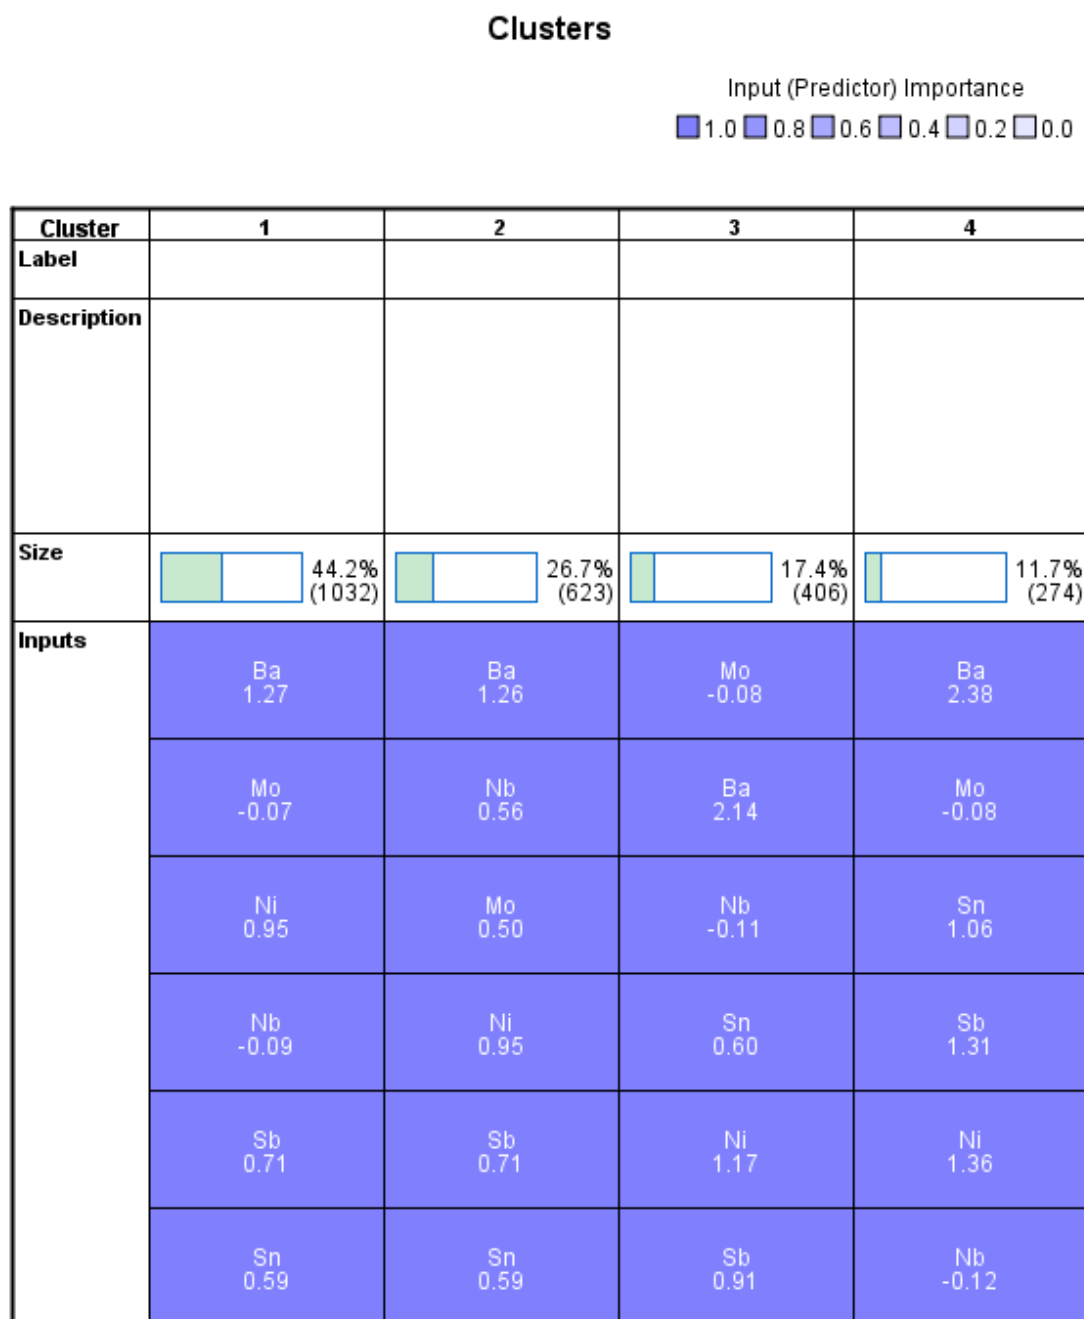 Clusters
Input (Predictor) Importance
1.0 0.8 0.6 0.4 0.2 0.0
Cluster 1 2 3 4
Label
Description
Size 44.2% 26.7% 17.4% 11.7%
(1032) (623) (406) (274)
Inputs
Ba Ba Mo Ba
1.27 1.26 -0.08 2.38
Mo Nb Ba Mo
-0.07 0.56 2.14 -0.08
Ni Mo Nb Sn
0.95 0.50 -0.11 1.06
Nb Ni Sn Sb
-0.09 0.95 0.60 1.31
Sb Sb Ni Ni
0.71 0.71 1.17 1.36
Sn Sn Sb Nb
0.59 0.59 0.91 -0.12